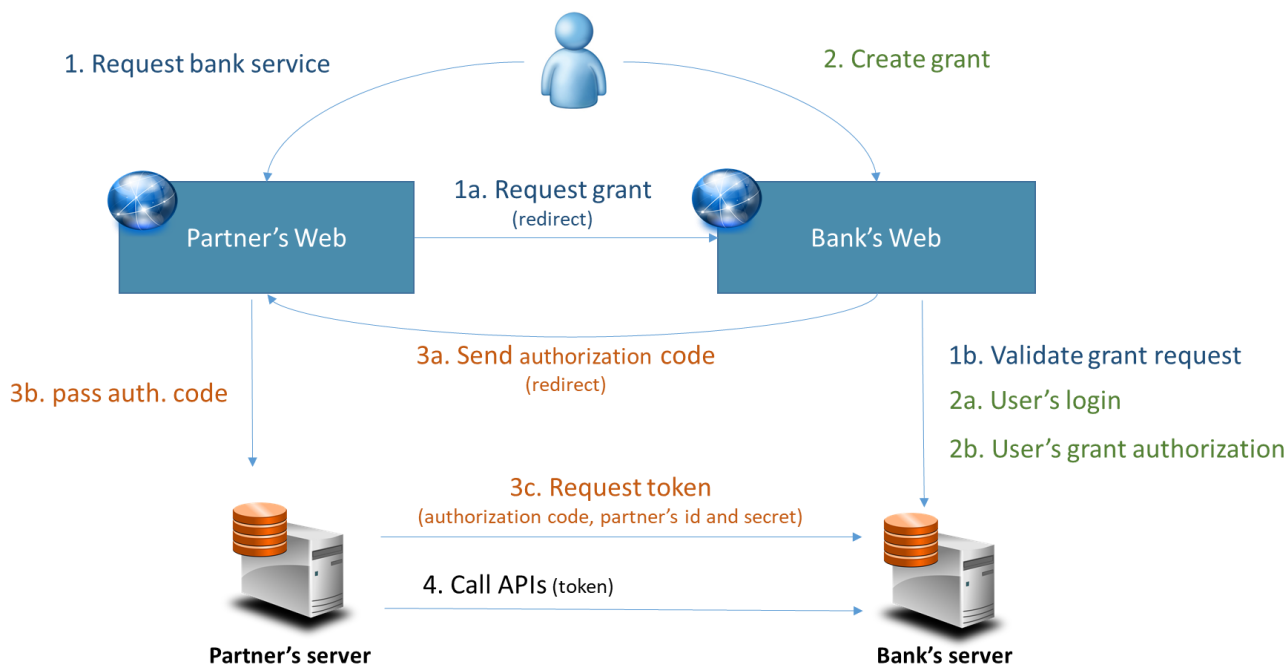 1. Request bank service
2. Create grant
1a. Request grant
(redirect)
Partner’s Web
Bank’s Web
3a. Send authorization code
(redirect)
1b. Validate grant request
3b. pass auth. code
2a. User’s login
2b. User’s grant authorization
3c. Request token
(authorization code, partner’s id and secret)
4. Call APIs (token)
Partner’s server
Bank’s server